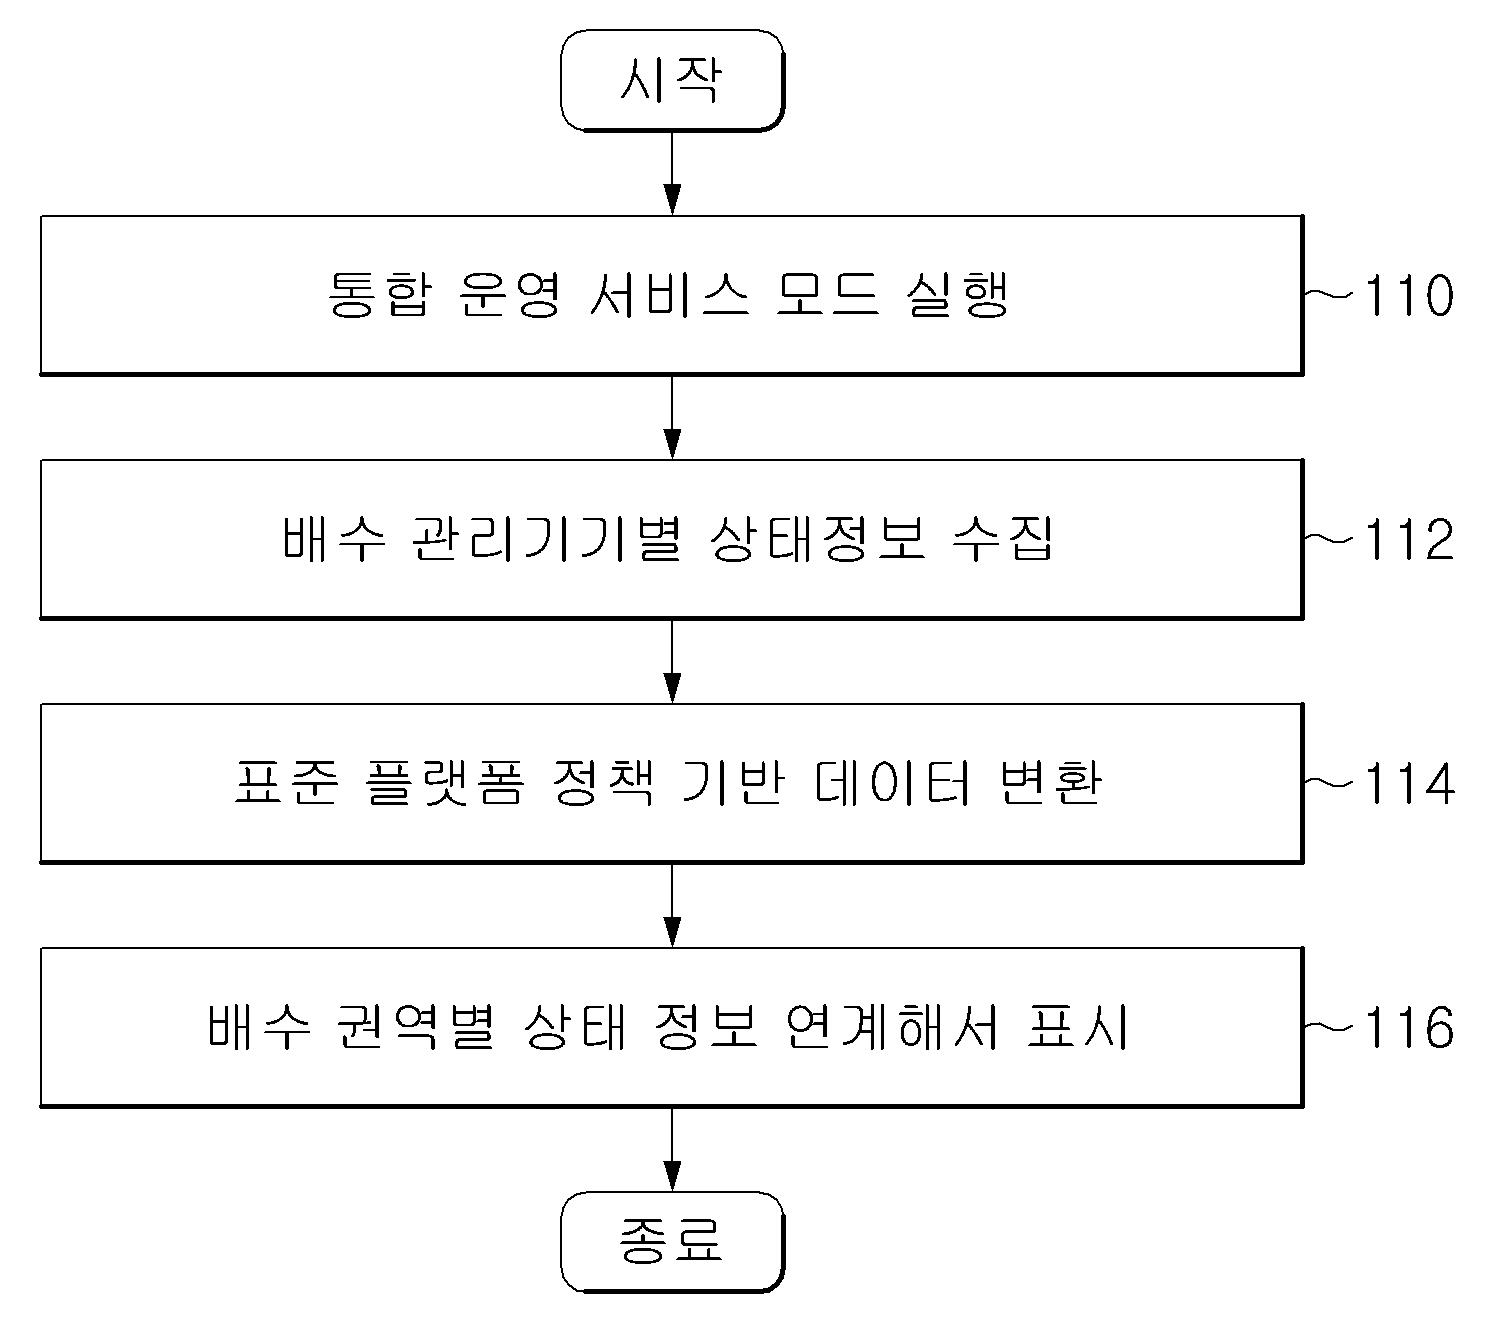 시작
통합 운영 서비스 모드 실행
110
배수 관리기기별 상태정보 수집
112
표준 플랫폼 정책 기반 데이터 변환
114
배수 권역별 상태 정보 연계해서 표시
116
종료